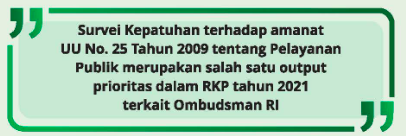 Survei Kepatuhan terhadap amanat
UU No. 25 Tahun 2009 tentang Pelayanan
Publik merupakan salah satu output
prioritas dalam RKP tahun 2021
terkait Ombudsman RI